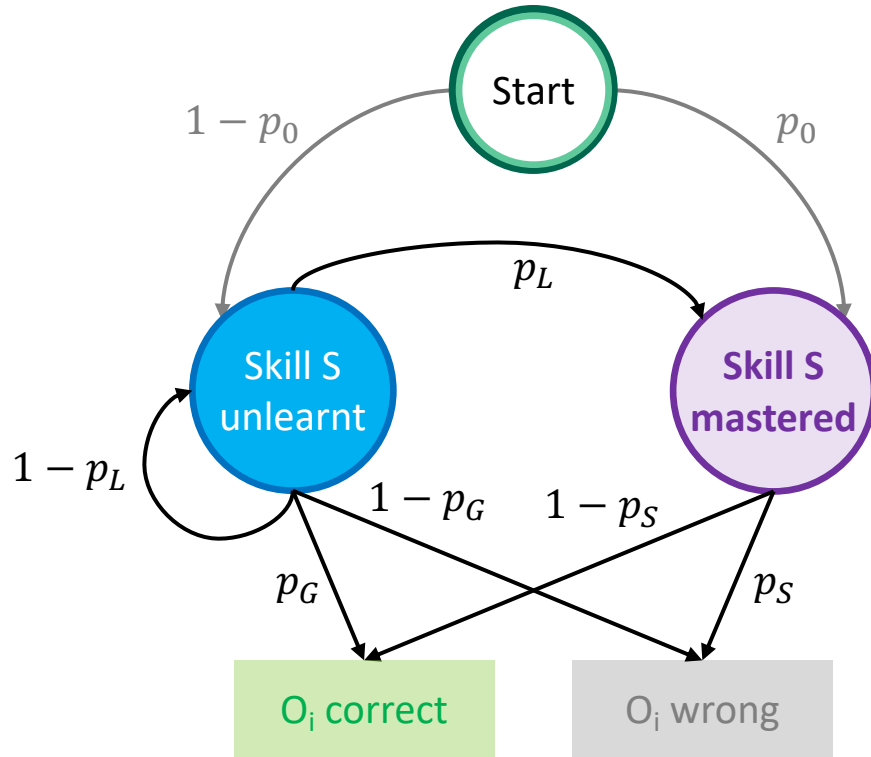 Start
1 − p₀
p₀
p_L
Skill S
unlearnt
Skill S
mastered
1 − p_L
1 − p_G
1 − p_S
p_G
p_S
Oᵢ correct
Oᵢ wrong